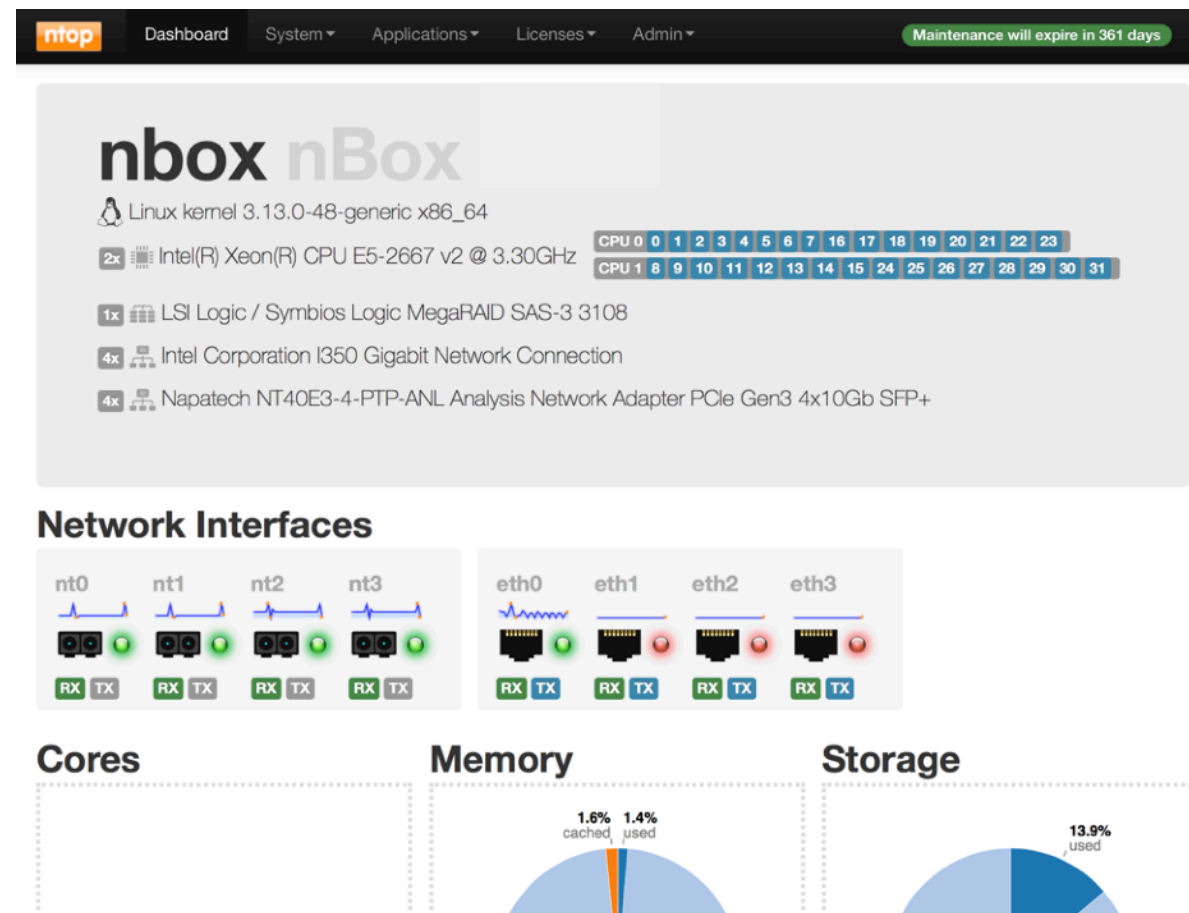 ntop Dashboard System Applications Licenses Admin Maintenance will expire in 361 days
nbox nBox
Linux kernel 3.13.0-48-generic x86_64
2x Intel(R) Xeon(R) CPU E5-2667 v2 @ 3.30GHz
CPU 0 0 1 2 3 4 5 6 7 16 17 18 19 20 21 22 23
CPU 1 8 9 10 11 12 13 14 15 24 25 26 27 28 29 30 31
1x LSI Logic / Symbios Logic MegaRAID SAS-3 3108
4x Intel Corporation I350 Gigabit Network Connection
4x Napatech NT40E3-4-PTP-ANL Analysis Network Adapter PCIe Gen3 4x10Gb SFP+
Network Interfaces
nt0 nt1 nt2 nt3 eth0 eth1 eth2 eth3
RX TX RX TX RX TX RX TX RX TX RX TX RX TX RX TX
Cores Memory Storage
1.6% 1.4%
cached used
13.9%
used